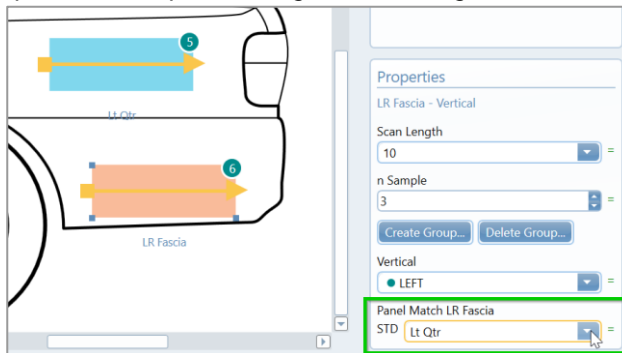 5
Lt Qtr
6
LR Fascia
Properties
LR Fascia - Vertical
Scan Length
10
=
n Sample
3
=
Create Group... Delete Group...
Vertical
LEFT
=
Panel Match LR Fascia
STD Lt Qtr
=